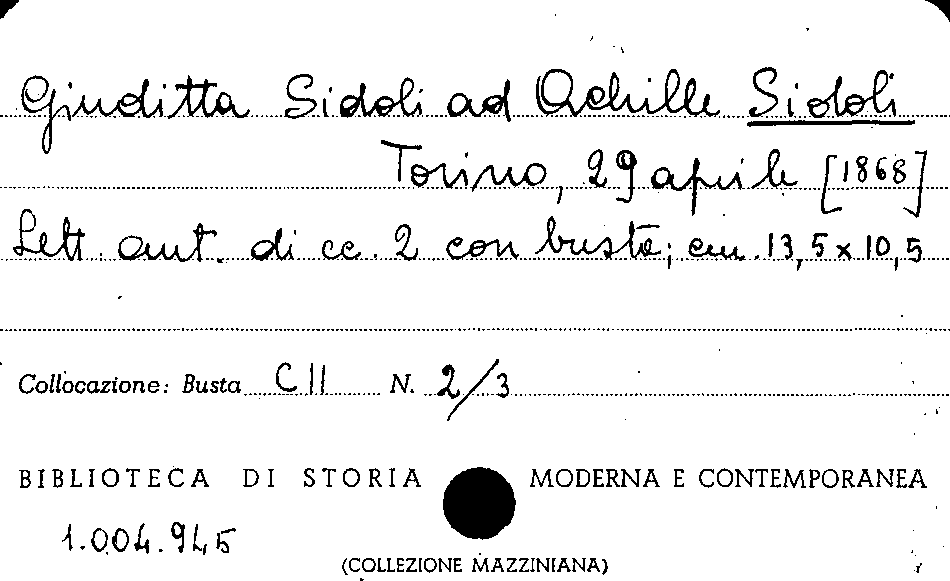 Giuditta Sidoli ad Achille Sidoli
Torino, 29 aprile [1868]
Lett. aut. di cc. 2 con busta; cm. 13,5 x 10,5
Collocazione: Busta C II N. 2/3
BIBLIOTECA DI STORIA MODERNA E CONTEMPORANEA
1.004.945
(COLLEZIONE MAZZINIANA)